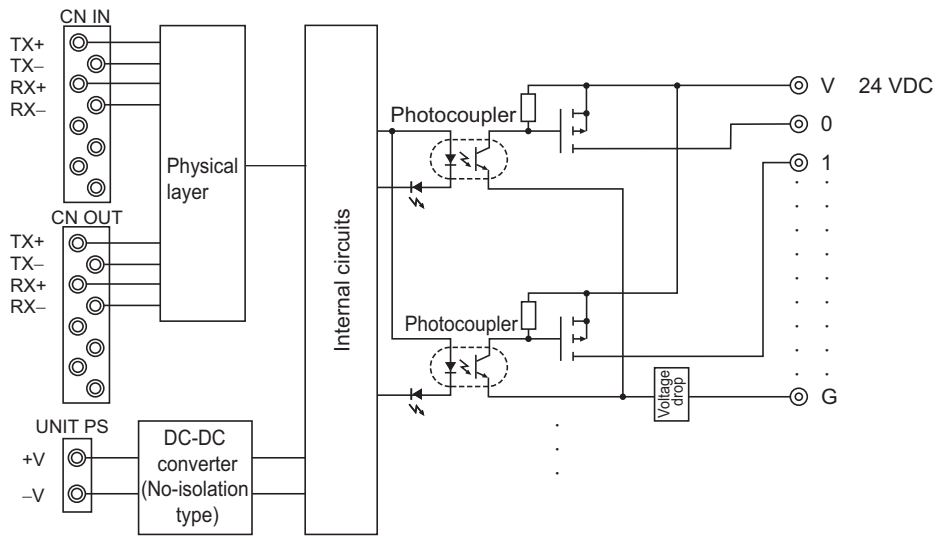 CN IN
TX+
TX−
RX+
RX−
CN OUT
TX+
TX−
RX+
RX−
UNIT PS
+V
−V
Physical
layer
DC-DC
converter
(No-isolation
type)
Internal circuits
Photocoupler
Photocoupler
Voltage
drop
V 24 VDC
0
1
G